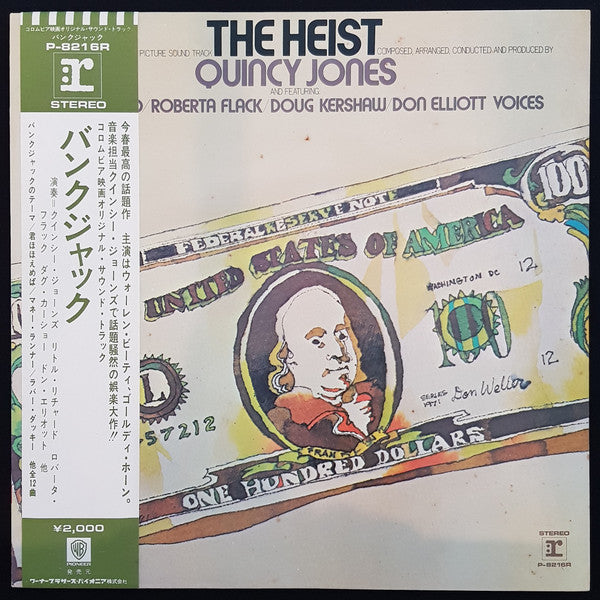 コロムビア映画オリジナル・サウンド・トラック
バンクジャック
P-8216R
r
STEREO
バンクジャック
今春最高の話題作 主演はウォーレン・ビーティ、ゴールディ・ホーン。
音楽担当クインシー・ジョーンズで話題騒然の娯楽大作!!
コロムビア映画オリジナル・サウンド・トラック
演奏=クインシー・ジョーンズ リトル・リチャード ロバータ・
フラック ダグ・カーショウ ドン・エリオット 他
バンクジャックのテーマ/君ほほえめば/マネー・ランナー/ラバー・ダッキー 他全12曲
¥2,000
WB
PIONEER
発売元
ワーナー・ブラザーズ・パイオニア株式会社
THE HEIST
PICTURE SOUND TRACK COMPOSED, ARRANGED, CONDUCTED AND PRODUCED BY
QUINCY JONES
AND FEATURING:
/ROBERTA FLACK/DOUG KERSHAW/DON ELLIOTT VOICES
100
FEDERAL RESERVE NOTE
UNITED STATES OF AMERICA
WASHINGTON DC
12
100
12
57212
SERIES
1971
Don Weller
FRAN
ONE HUNDRED DOLLARS
STEREO
r
P-8216R